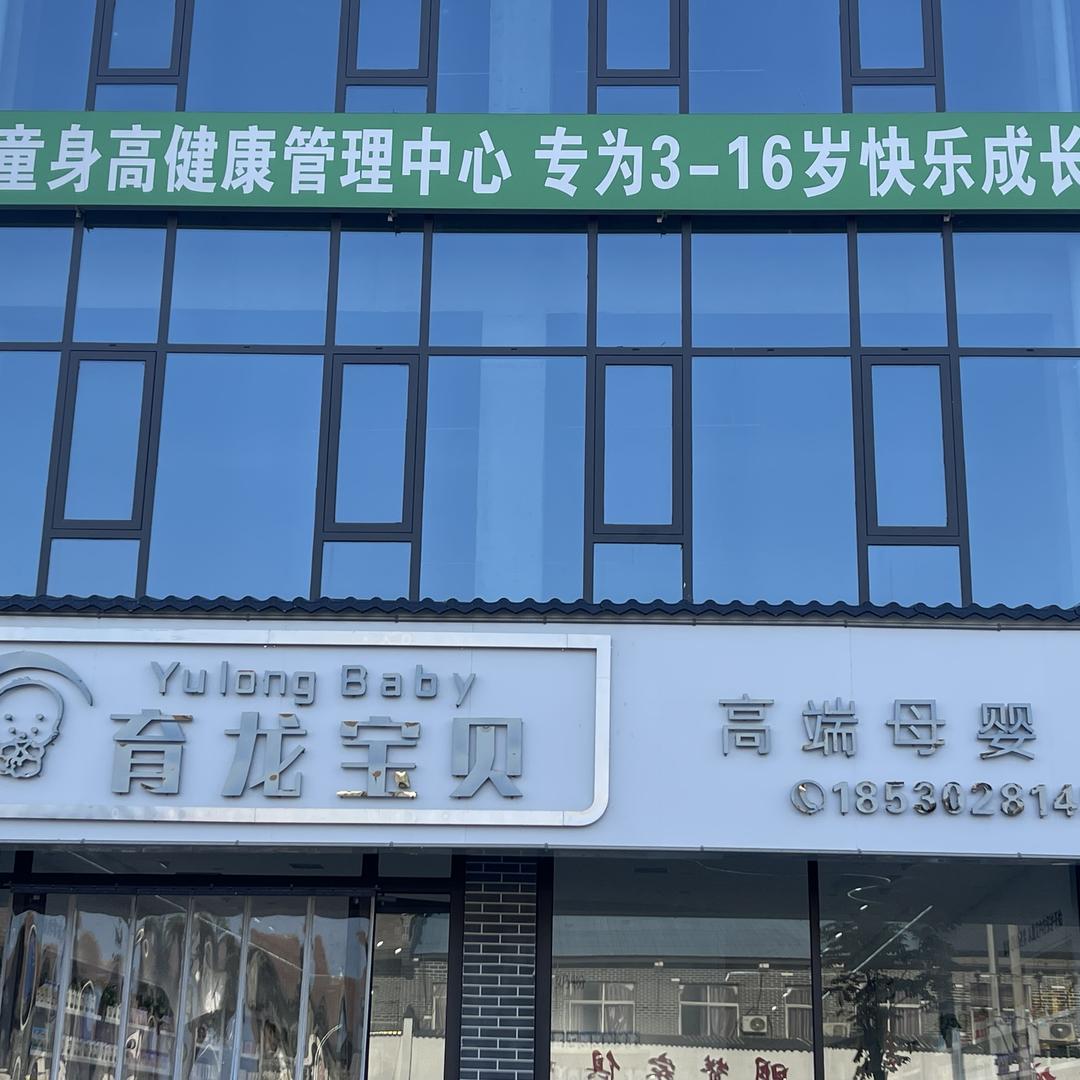 童身高健康管理中心 专为3-16岁快乐成长
Yulong Baby
育龙宝贝
高端母婴
185302814